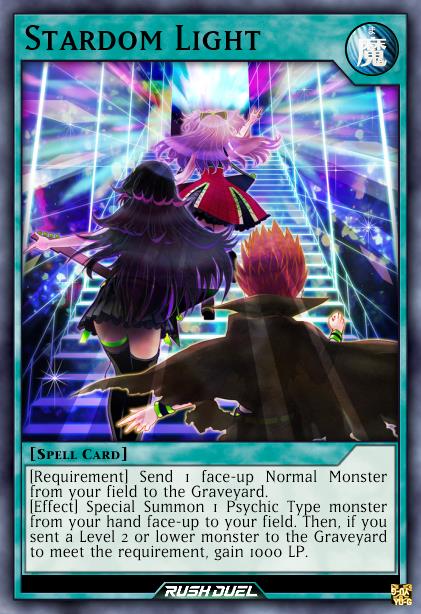 STARDOM LIGHT
ま
魔
[SPELL CARD]
[Requirement] Send 1 face-up Normal Monster
from your field to the Graveyard.
[Effect] Special Summon 1 Psychic Type monster
from your hand face-up to your field. Then, if you
sent a Level 2 or lower monster to the Graveyard
to meet the requirement, gain 1000 LP.
RUSH DUEL